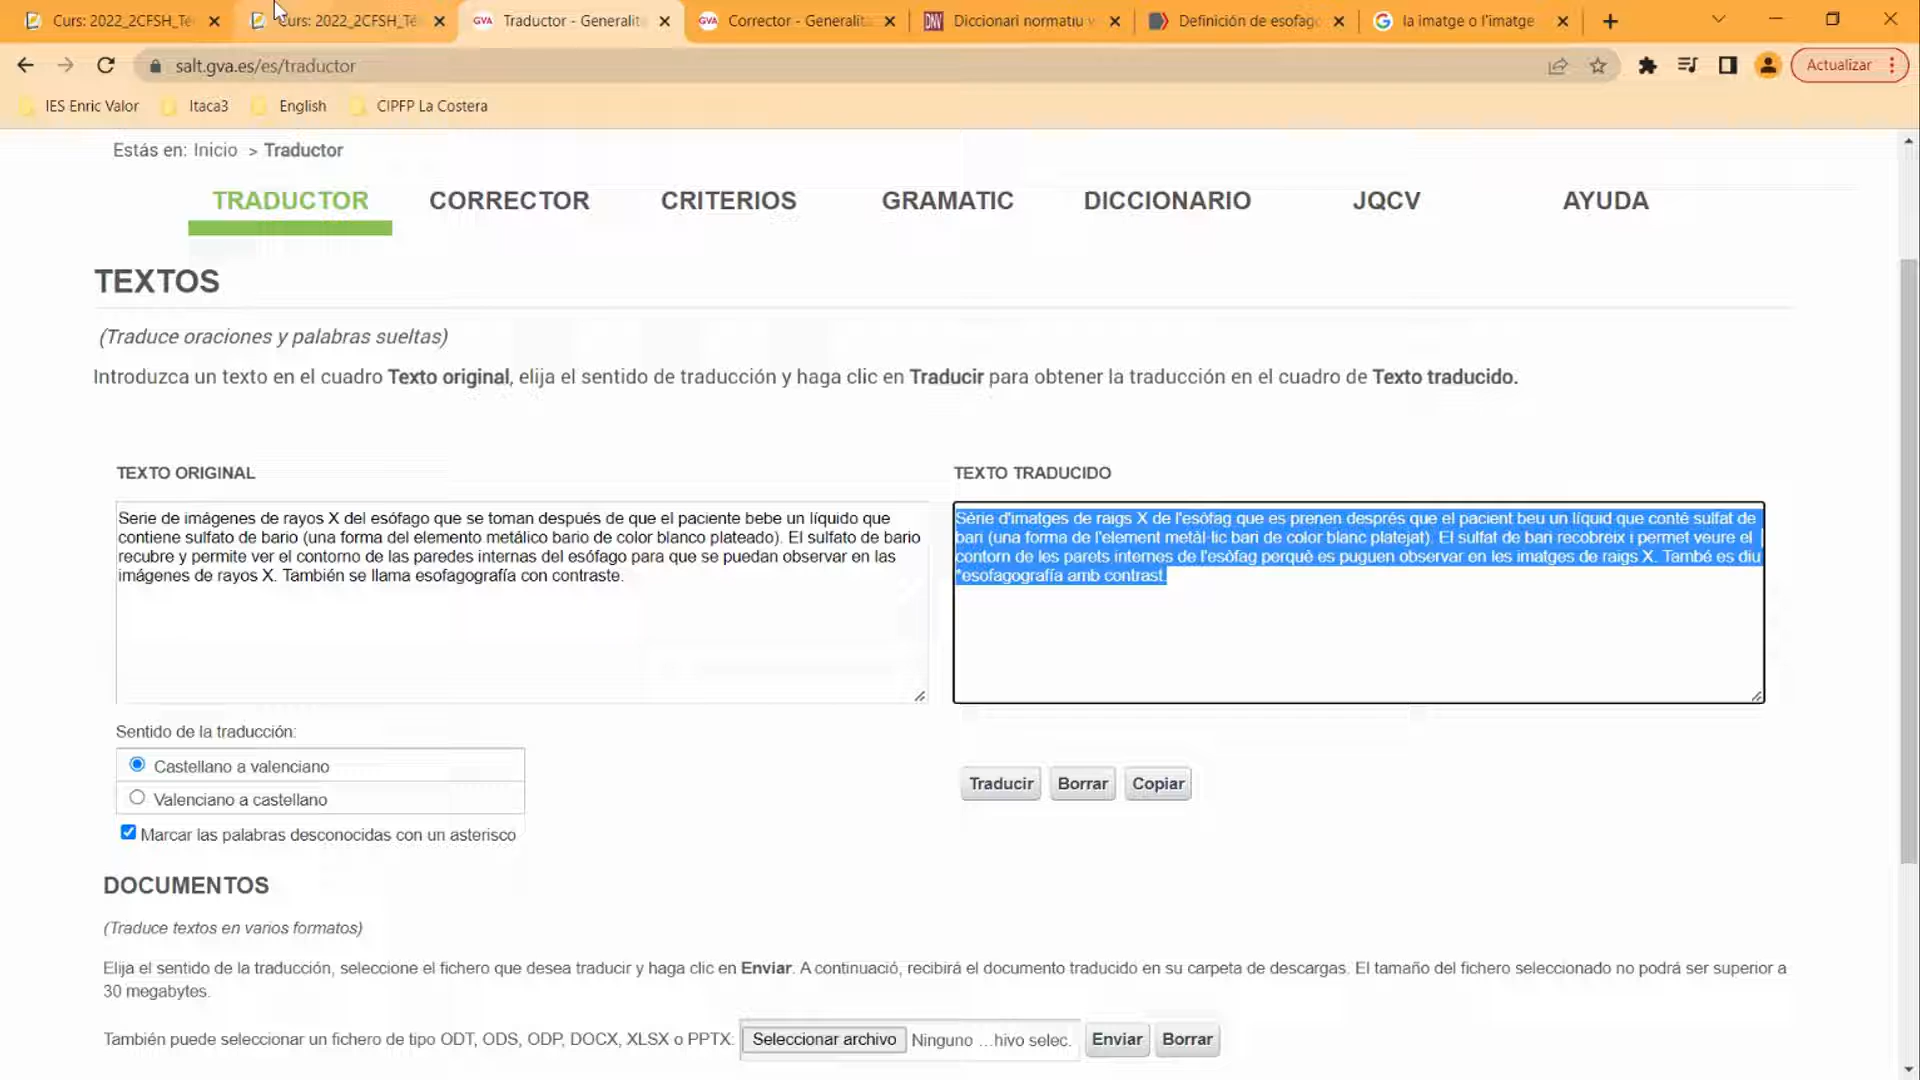 Curs: 2022_2CFSH_Tè
Curs: 2022_2CFSH_Té
GVA Traductor - Generalit
GVA Corrector - Generalit
DNV Diccionari normatiu v
Definición de esofag
la imatge o l'imatge
salt.gva.es/es/traductor
Actualizar
IES Enric Valor
Itaca3
English
CIPFP La Costera
Estás en: Inicio > Traductor
TRADUCTOR
CORRECTOR
CRITERIOS
GRAMATIC
DICCIONARIO
JQCV
AYUDA
TEXTOS
(Traduce oraciones y palabras sueltas)
Introduzca un texto en el cuadro Texto original, elija el sentido de traducción y haga clic en Traducir para obtener la traducción en el cuadro de Texto traducido.
TEXTO ORIGINAL
Serie de imágenes de rayos X del esófago que se toman después de que el paciente bebe un líquido que
contiene sulfato de bario (una forma del elemento metálico bario de color blanco plateado). El sulfato de bario
recubre y permite ver el contorno de las paredes internas del esófago para que se puedan observar en las
imágenes de rayos X. También se llama esofagografía con contraste.
TEXTO TRADUCIDO
Sèrie d'imatges de raigs X de l'esòfag que es prenen després que el pacient beu un líquid que conté sulfat de
bari (una forma de l'element metàl·lic bari de color blanc platejat). El sulfat de bari recobreix i permet veure el
contorn de les parets internes de l'esòfag perquè es puguen observar en les imatges de raigs X. També es diu
*esofagografía amb contrast.
Sentido de la traducción:
Castellano a valenciano
Valenciano a castellano
Marcar las palabras desconocidas con un asterisco
Traducir
Borrar
Copiar
DOCUMENTOS
(Traduce textos en varios formatos)
Elija el sentido de la traducción, seleccione el fichero que desea traducir y haga clic en Enviar. A continuació, recibirá el documento traducido en su carpeta de descargas. El tamaño del fichero seleccionado no podrá ser superior a
30 megabytes.
También puede seleccionar un fichero de tipo ODT, ODS, ODP, DOCX, XLSX o PPTX: Seleccionar archivo Ninguno ...hivo selec. Enviar Borrar